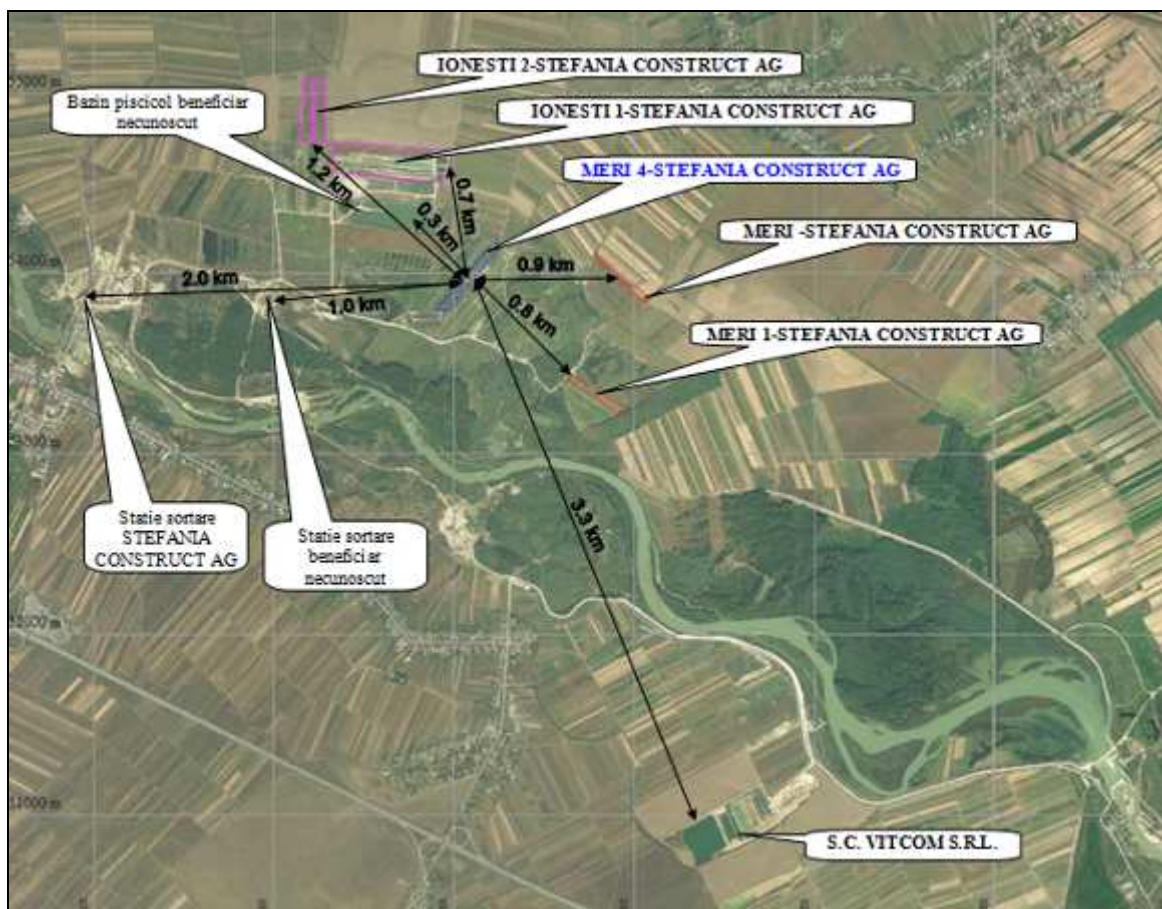 IONESTI 2-STEFANIA CONSTRUCT AG
Bazin piscicol beneficiar
necunoscut
IONESTI 1-STEFANIA CONSTRUCT AG
MERI 4-STEFANIA CONSTRUCT AG
MERI -STEFANIA CONSTRUCT AG
MERI 1-STEFANIA CONSTRUCT AG
1.2 km
0.7 km
0.3 km
2.0 km
1.0 km
0.9 km
0.8 km
3.3 km
Statie sortare
STEFANIA
CONSTRUCT AG
Statie sortare
beneficiar
necunoscut
S.C. VITCOM S.R.L.